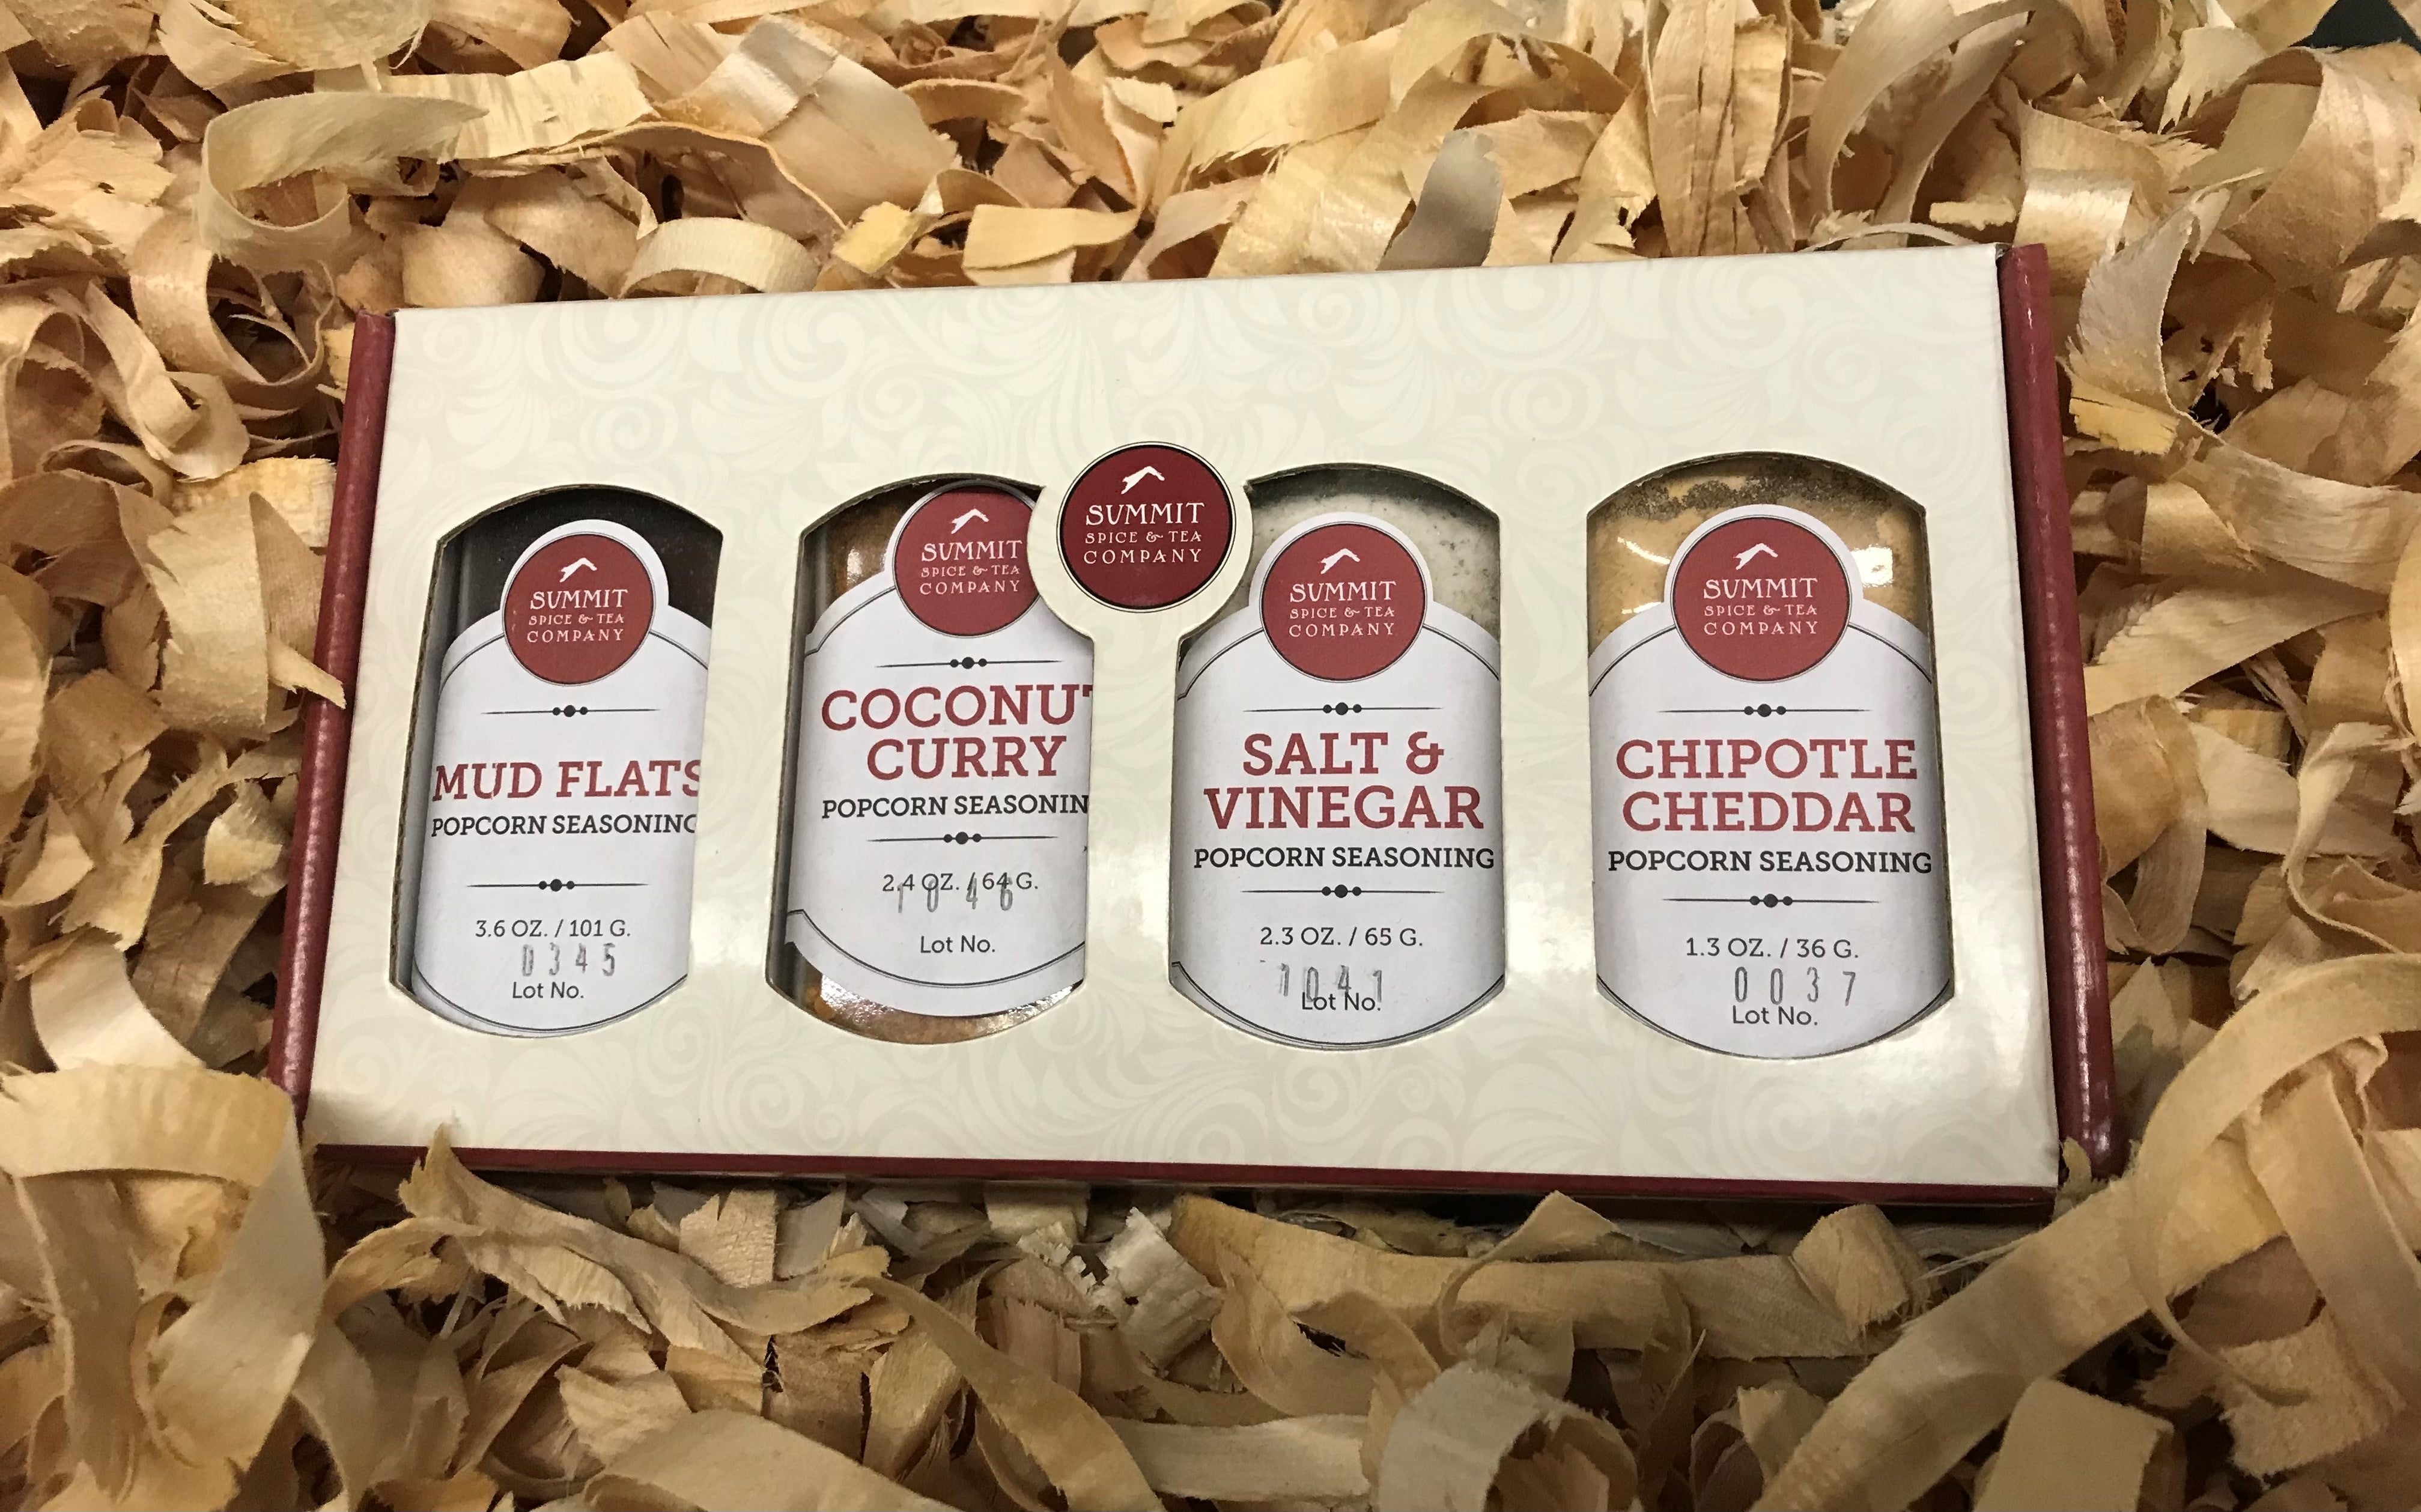 SUMMIT
SPICE & TEA
COMPANY
SUMMIT
SPICE & TEA
COMPANY
MUD FLATS
POPCORN SEASONING
3.6 OZ. / 101 G.
0345
Lot No.
SUMMIT
SPICE & TEA
COMPANY
COCONUT
CURRY
POPCORN SEASONIN
2.4 OZ. / 64 G.
1046
Lot No.
SUMMIT
SPICE & TEA
COMPANY
SALT &
VINEGAR
POPCORN SEASONING
2.3 OZ. / 65 G.
1041
Lot No.
SUMMIT
SPICE & TEA
COMPANY
CHIPOTLE
CHEDDAR
POPCORN SEASONING
1.3 OZ. / 36 G.
0037
Lot No.